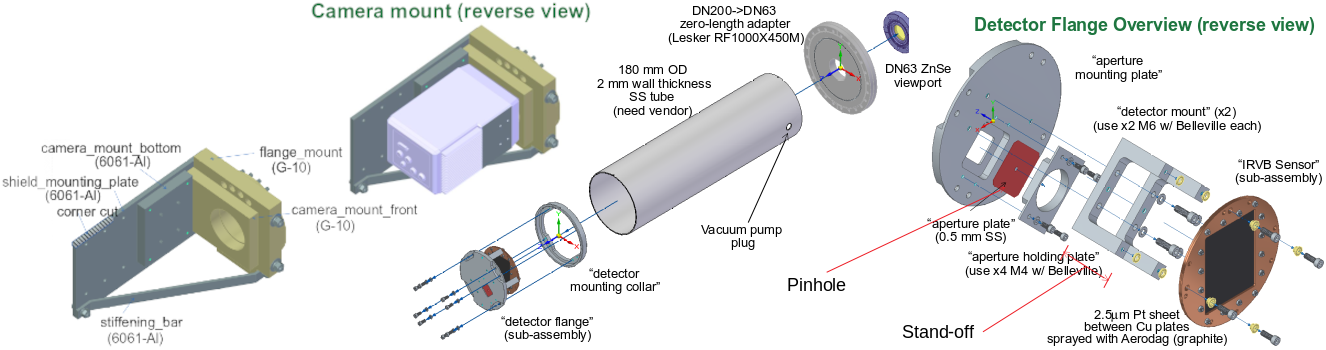 Camera mount (reverse view)
camera_mount_bottom
(6061-Al)
shield_mounting_plate
(6061-Al)
corner cut
flange_mount
(G-10)
camera_mount_front
(G-10)
stiffening_bar
(6061-Al)
DN200->DN63
zero-length adapter
(Lesker RF1000X450M)
DN63 ZnSe
viewport
180 mm OD
2 mm wall thickness
SS tube
(need vendor)
Vacuum pump
plug
“detector
mounting collar”
“detector flange”
(sub-assembly)
Detector Flange Overview (reverse view)
“aperture
mounting plate”
“detector mount” (x2)
(use x2 M6 w/ Belleville each)
“IRVB Sensor”
(sub-assembly)
“aperture plate”
(0.5 mm SS)
“aperture holding plate”
(use x4 M4 w/ Belleville)
Pinhole
Stand-off
2.5μm Pt sheet
between Cu plates
sprayed with Aerodag (graphite)